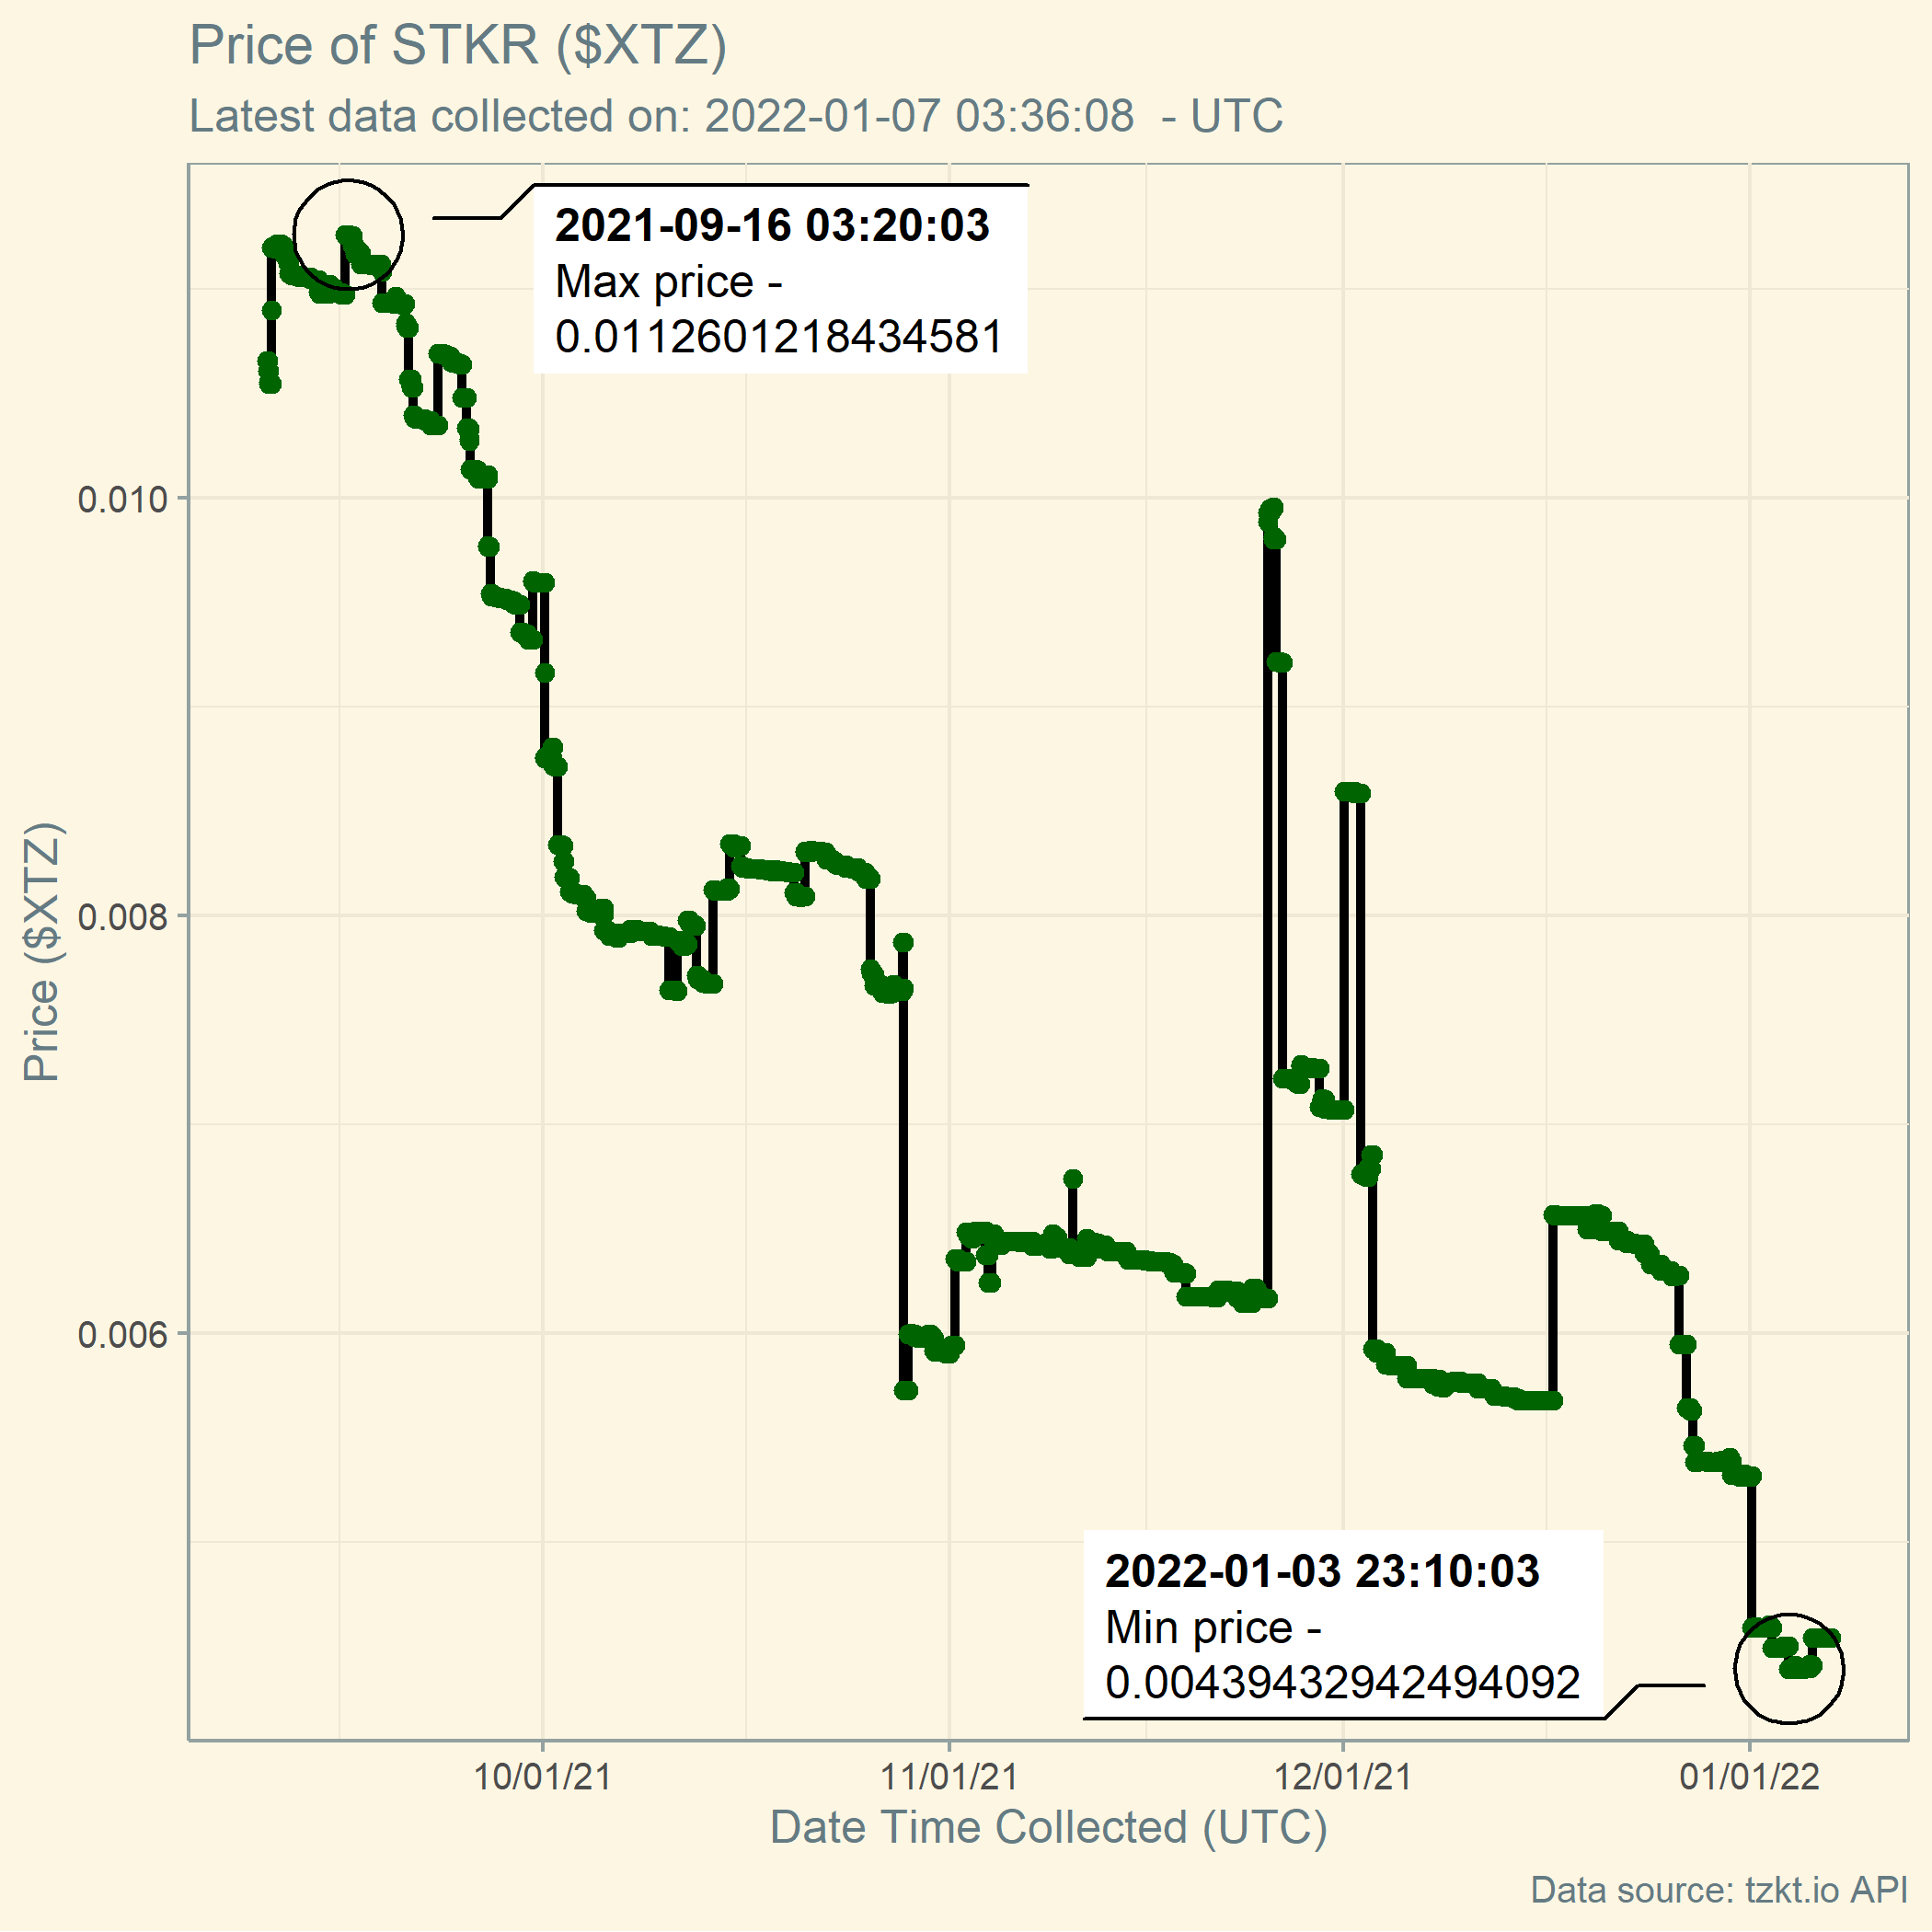 Price of STKR ($XTZ)
Latest data collected on: 2022-01-07 03:36:08  - UTC
2021-09-16 03:20:03
Max price -
0.0112601218434581
0.010
0.008
0.006
Price ($XTZ)
2022-01-03 23:10:03
Min price -
0.00439432942494092
10/01/21
11/01/21
12/01/21
01/01/22
Date Time Collected (UTC)
Data source: tzkt.io API